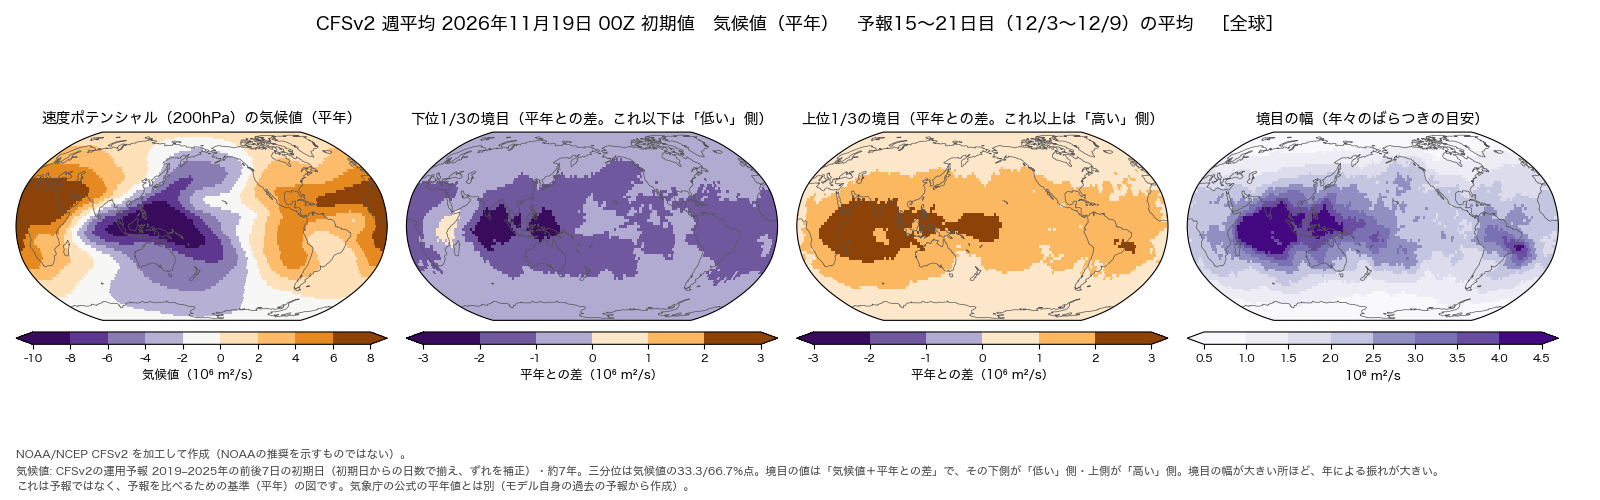 CFSv2 週平均 2026年11月19日 00Z 初期値　気候値（平年）　予報15～21日目（12/3～12/9）の平均　［全球］
速度ポテンシャル（200hPa）の気候値（平年）
下位1/3の境目（平年との差。これ以下は「低い」側）
上位1/3の境目（平年との差。これ以上は「高い」側）
境目の幅（年々のばらつきの目安）
-10 -8 -6 -4 -2 0 2 4 6 8
-3 -2 -1 0 1 2 3
-3 -2 -1 0 1 2 3
0.5 1.0 1.5 2.0 2.5 3.0 3.5 4.0 4.5
気候値（10⁶ m²/s）
平年との差（10⁶ m²/s）
平年との差（10⁶ m²/s）
10⁶ m²/s
NOAA/NCEP CFSv2 を加工して作成（NOAAの推奨を示すものではない）。
気候値: CFSv2の運用予報 2019–2025年の前後7日の初期日（初期日からの日数で揃え、ずれを補正）・約7年。三分位は気候値の33.3/66.7%点。境目の値は「気候値＋平年との差」で、その下側が「低い」側・上側が「高い」側。境目の幅が大きい所ほど、年による振れが大きい。
これは予報ではなく、予報を比べるための基準（平年）の図です。気象庁の公式の平年値とは別（モデル自身の過去の予報から作成）。